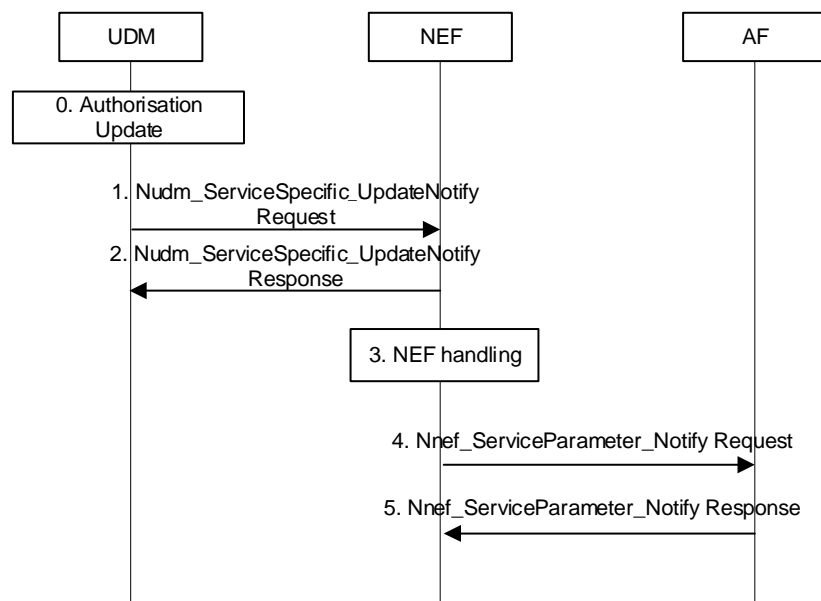 UDM
NEF
AF
0. Authorisation
Update
1. Nudm_ServiceSpecific_UpdateNotify
Request
2. Nudm_ServiceSpecific_UpdateNotify
Response
3. NEF handling
4. Nnef_ServiceParameter_Notify Request
5. Nnef_ServiceParameter_Notify Response